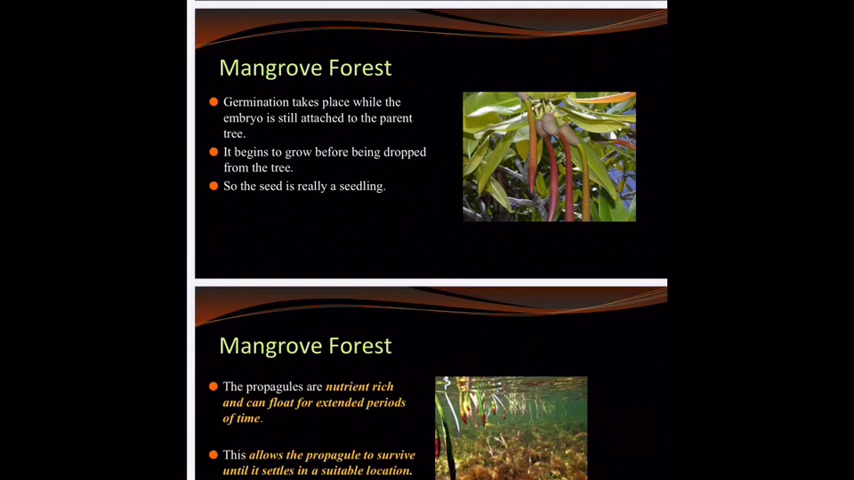 Mangrove Forest
Germination takes place while the
embryo is still attached to the parent
tree.
It begins to grow before being dropped
from the tree.
So the seed is really a seedling.
Mangrove Forest
The propagules are nutrient rich
and can float for extended periods
of time.
This allows the propagule to survive
until it settles in a suitable location.